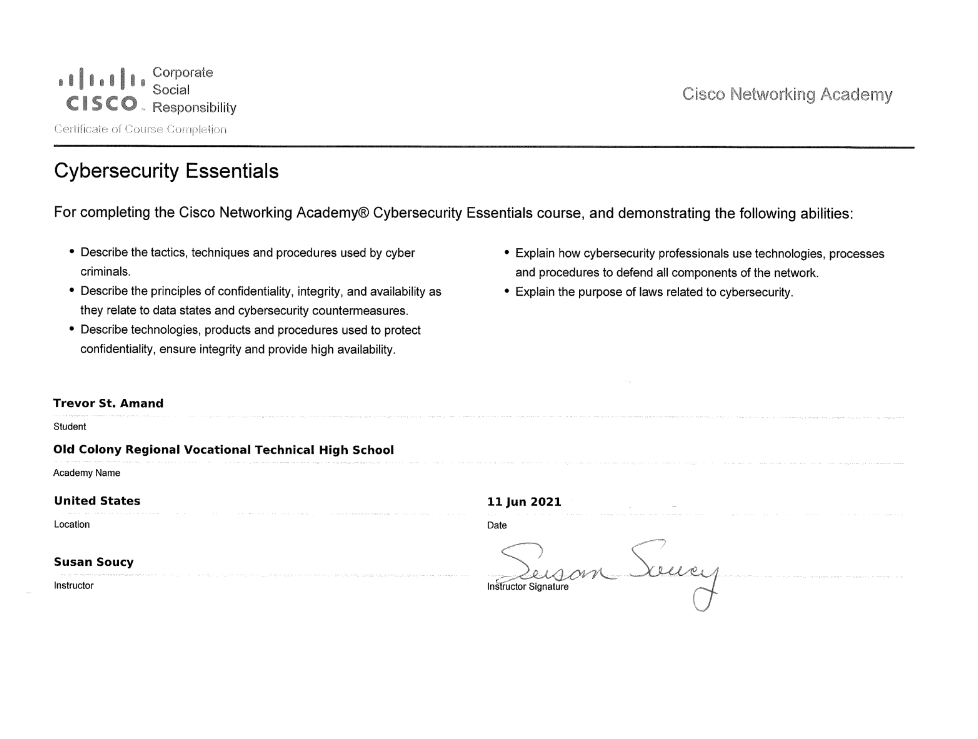 Corporate
Social
CISCO™ Responsibility
Cisco Networking Academy
Certificate of Course Completion
Cybersecurity Essentials
For completing the Cisco Networking Academy® Cybersecurity Essentials course, and demonstrating the following abilities:
• Describe the tactics, techniques and procedures used by cyber
criminals.
• Describe the principles of confidentiality, integrity, and availability as
they relate to data states and cybersecurity countermeasures.
• Describe technologies, products and procedures used to protect
confidentiality, ensure integrity and provide high availability.
• Explain how cybersecurity professionals use technologies, processes
and procedures to defend all components of the network.
• Explain the purpose of laws related to cybersecurity.
Trevor St. Amand
Student
Old Colony Regional Vocational Technical High School
Academy Name
United States
Location
11 Jun 2021
Date
Susan Soucy
Instructor
Susan Soucy
Instructor Signature